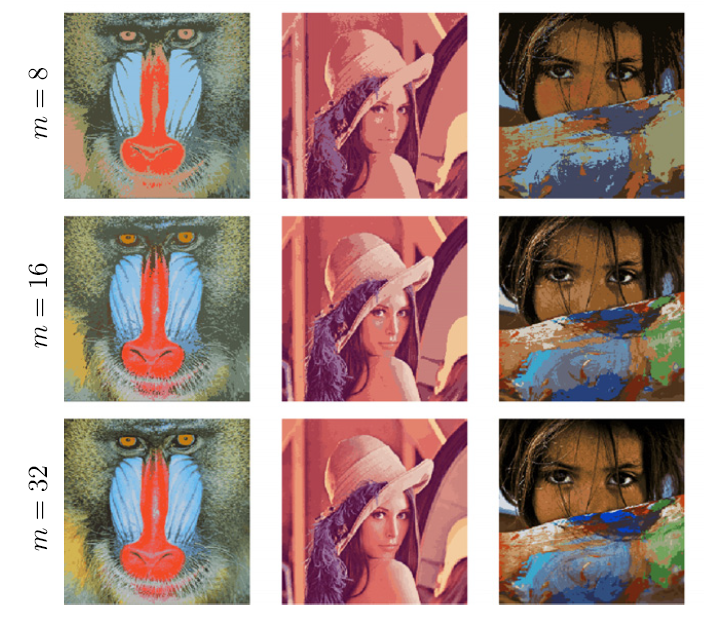 m = 8
m = 16
m = 32